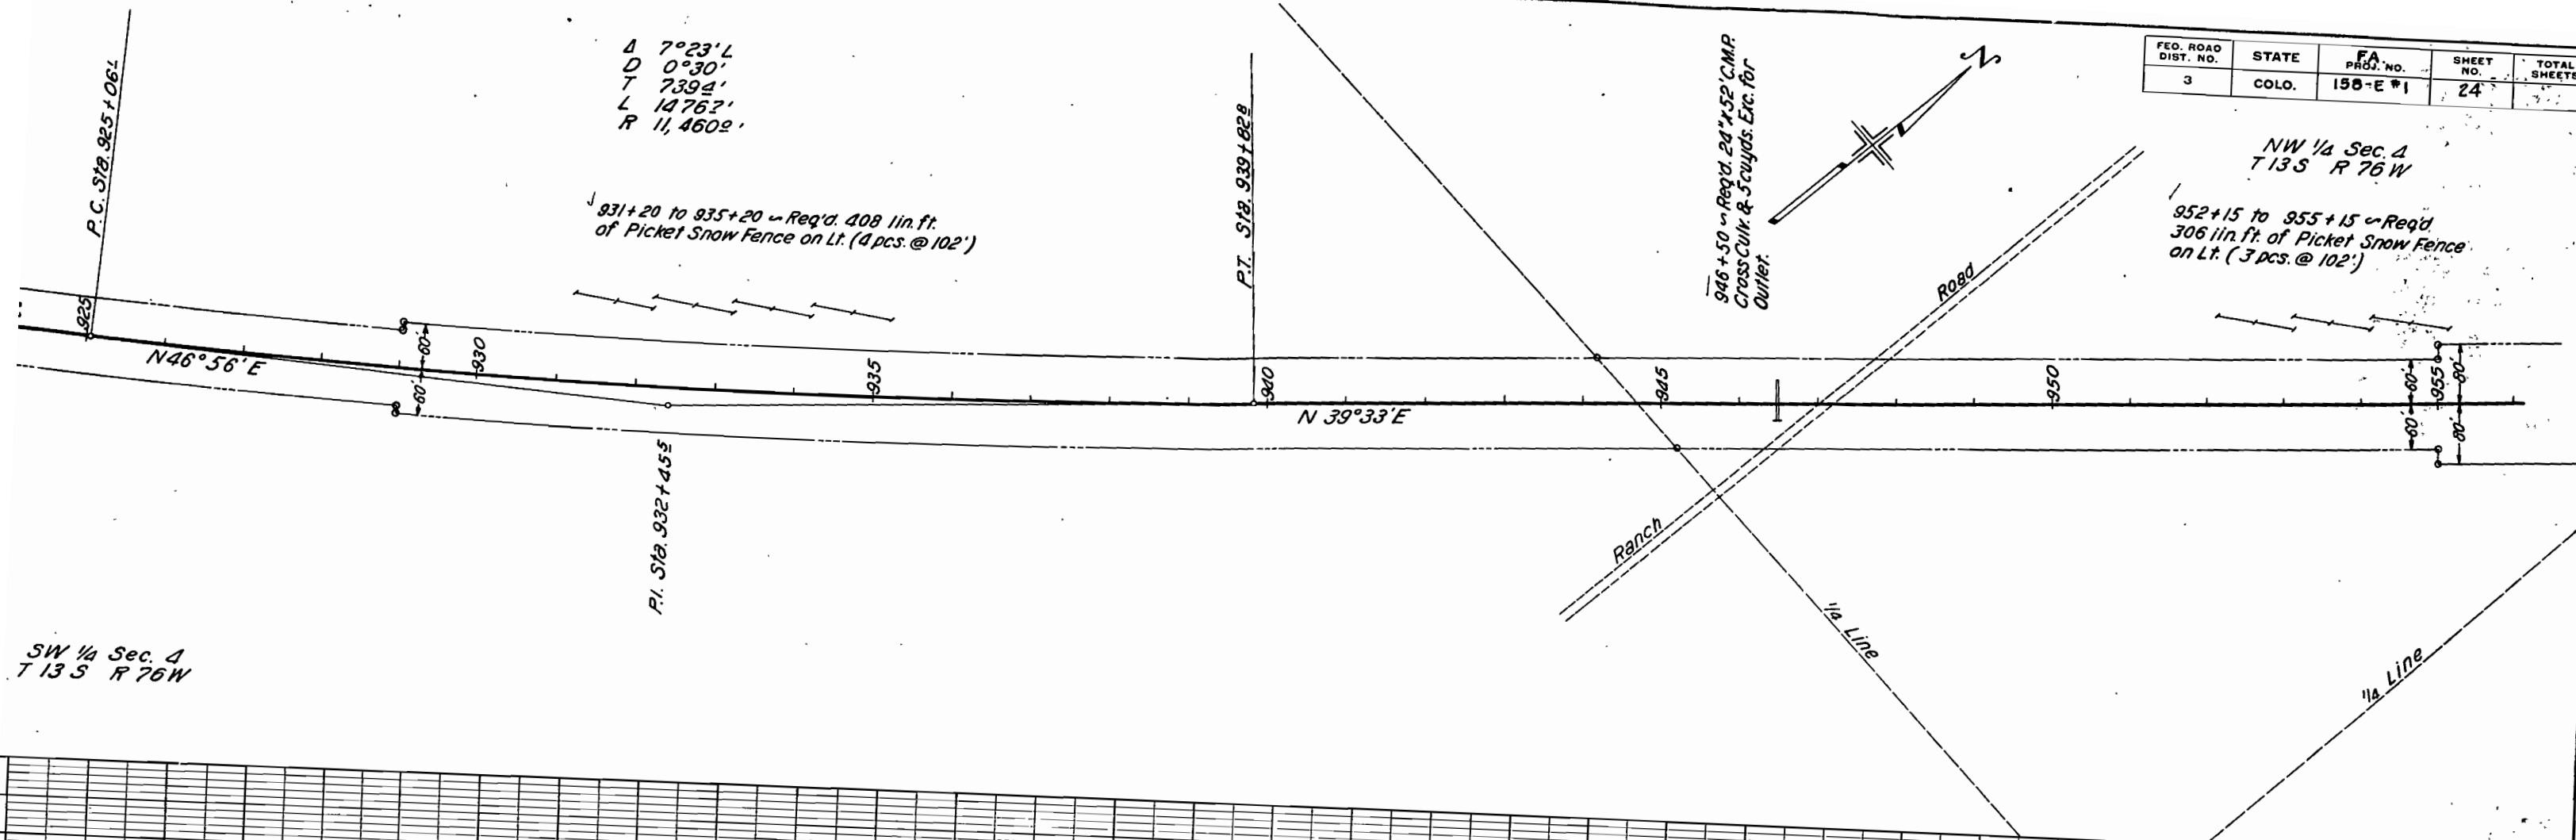 P.C. Sta. 925+06.1
Δ 7°23' L
D 0°30'
T 739.4'
L 1476.7'
R 11,460.0'
931+20 to 935+20 ~ Req'd. 408 lin. ft.
of Picket Snow Fence on Lt. (4 pcs. @ 102')
P.T. Sta. 939+82.8
946+50 ~ Req'd. 24"x52' C.M.P.
Cross Culv. & 5 cu. yds. Exc. for
Outlet.
N
FED. ROAD DIST. NO.
STATE
F.A. PROJ. NO.
SHEET NO.
TOTAL SHEETS
3
COLO.
158-E #1
24
NW 1/4 Sec. 4
T 13 S R 76 W
952+15 to 955+15 ~ Req'd
306 lin. ft. of Picket Snow Fence
on Lt. (3 pcs. @ 102')
Road
925
N 46° 56' E
60'
60'
930
935
940
N 39° 33' E
945
950
60'
60'
955
80'
80'
P.I. Sta. 932+45.5
Ranch
1/4 Line
1/4 Line
SW 1/4 Sec. 4
T 13 S R 76 W